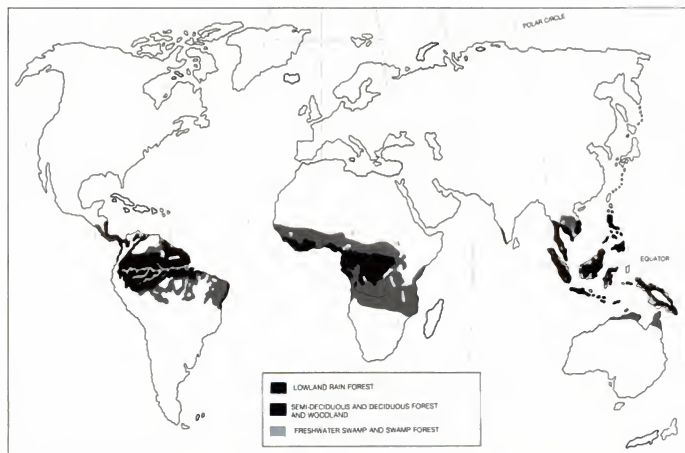 POLAR CIRCLE
EQUATOR
LOWLAND RAIN FOREST
SEMI-DECIDUOUS AND DECIDUOUS FOREST
AND WOODLAND
FRESHWATER SWAMP AND SWAMP FOREST